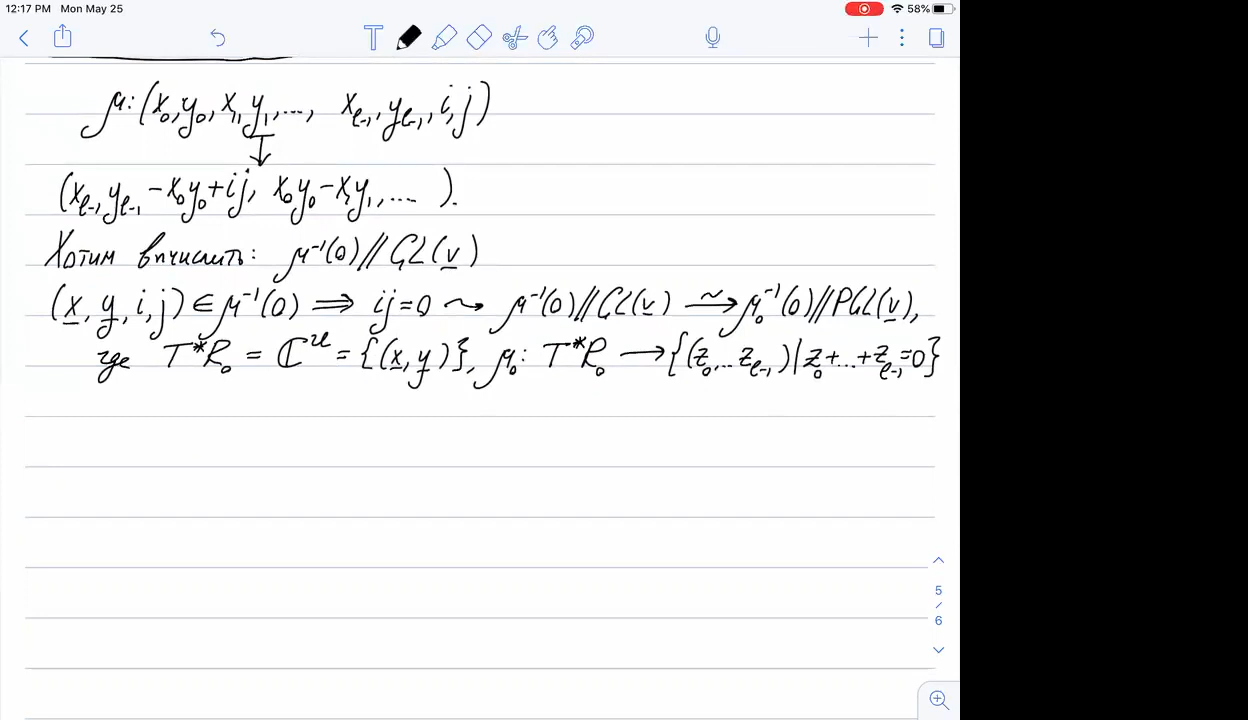 12:17 PM Mon May 25
58%
μ: (x₀, y₀, x₁, y₁, ..., x_{ℓ-1}, y_{ℓ-1}, i, j)
↓
(x_{ℓ-1} y_{ℓ-1} - x₀y₀ + ij, x₀y₀ - x₁y₁, ... ).
Хотим вычислить: μ⁻¹(0)//GL(v)
(x, y, i, j) ∈ μ⁻¹(0) ⟹ ij = 0 ⇝ μ⁻¹(0)//GL(v) ⥲ μ₀⁻¹(0)//PGL(v),
где T*R₀ = ℂ^{2ℓ} = {(x, y)}, μ₀: T*R₀ → {(z₀, ... z_{ℓ-1}) | z₀ + ... + z_{ℓ-1} = 0}
5
/
6